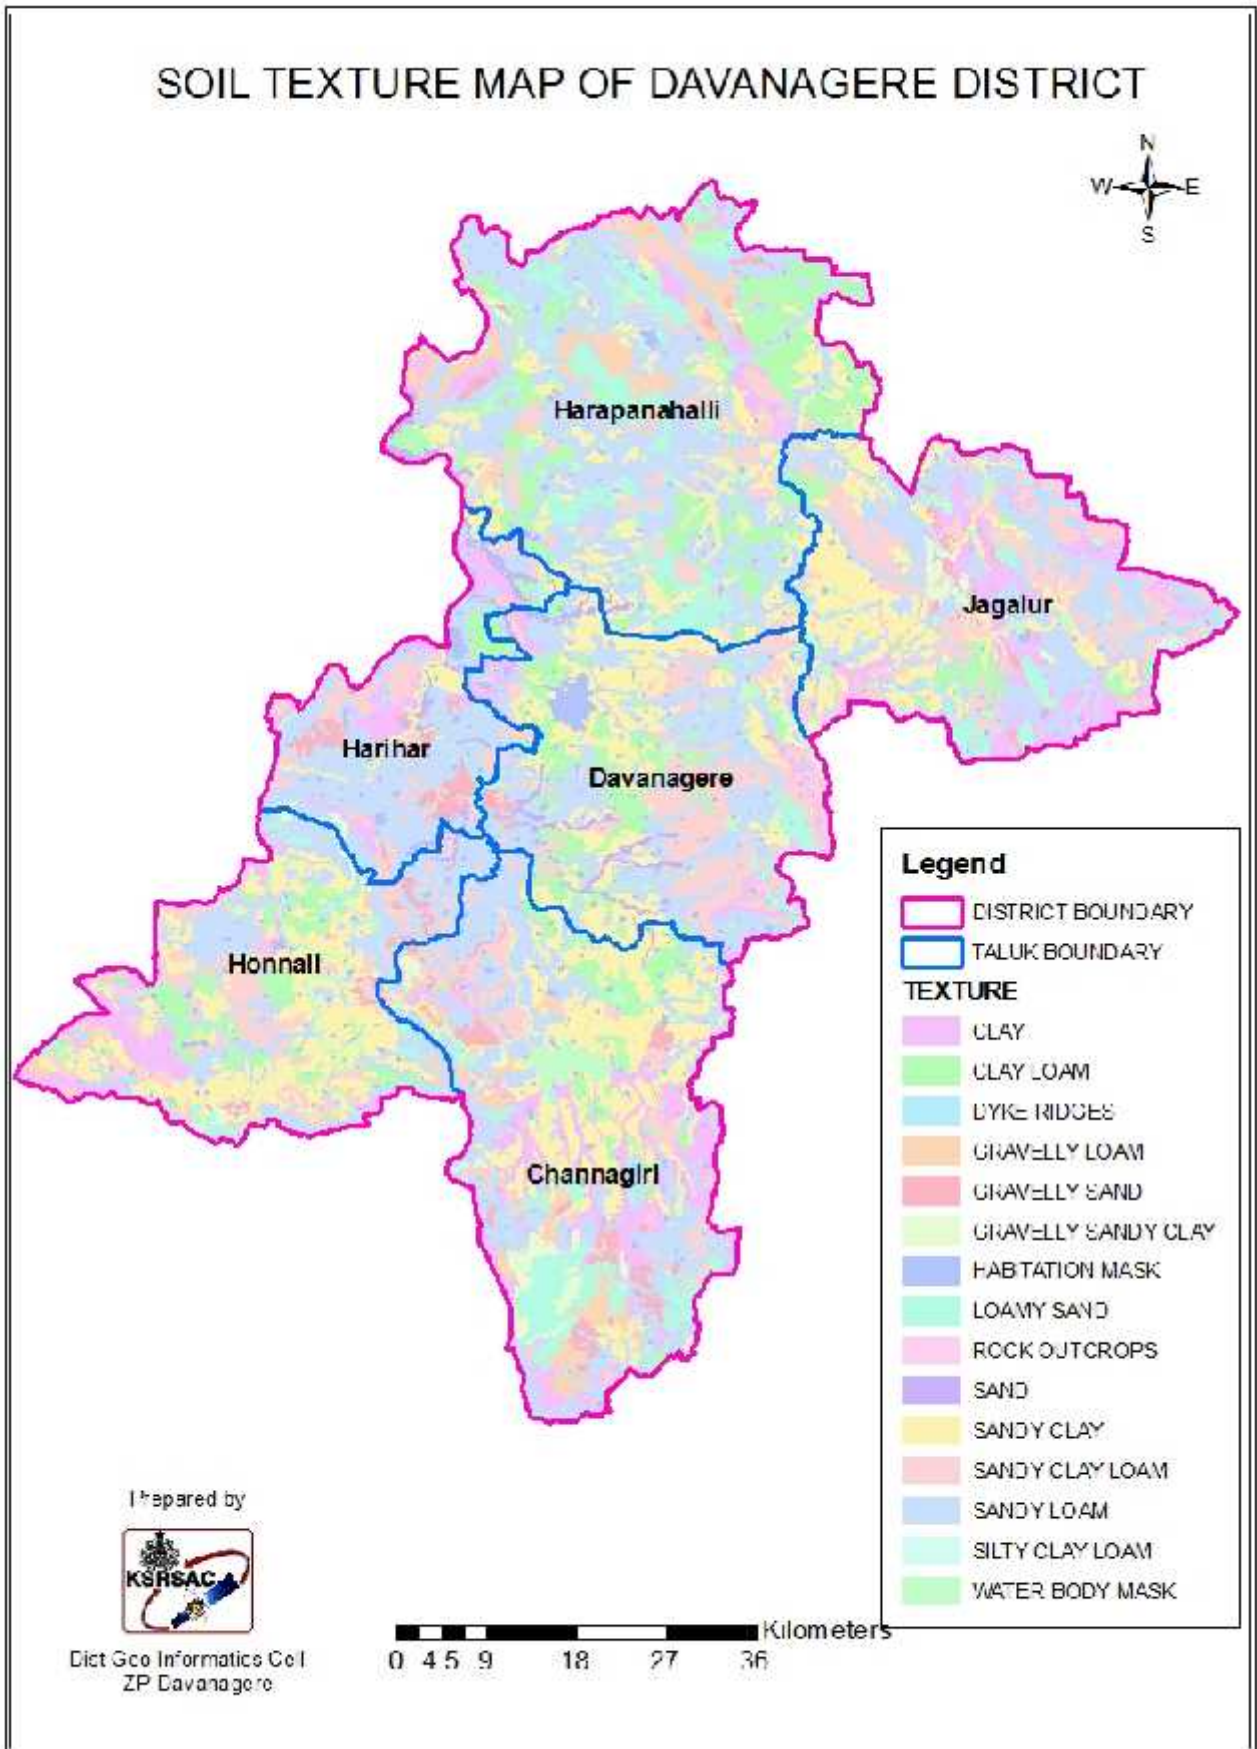 SOIL TEXTURE MAP OF DAVANAGERE DISTRICT
N
W E
S
Harapanahalli
Jagalur
Harihar
Davanagere
Honnali
Channagiri
Legend
DISTRICT BOUNDARY
TALUK BOUNDARY
TEXTURE
CLAY
CLAY LOAM
DYKE RIDGES
GRAVELLY LOAM
GRAVELLY SAND
GRAVELLY SANDY CLAY
HABITATION MASK
LOAMY SAND
ROCK OUTCROPS
SAND
SANDY CLAY
SANDY CLAY LOAM
SANDY LOAM
SILTY CLAY LOAM
WATER BODY MASK
Prepared by
KSRSAC
Dist Geo Informatics Cell
ZP Davanagere
Kilometers
0 4.5 9 18 27 36